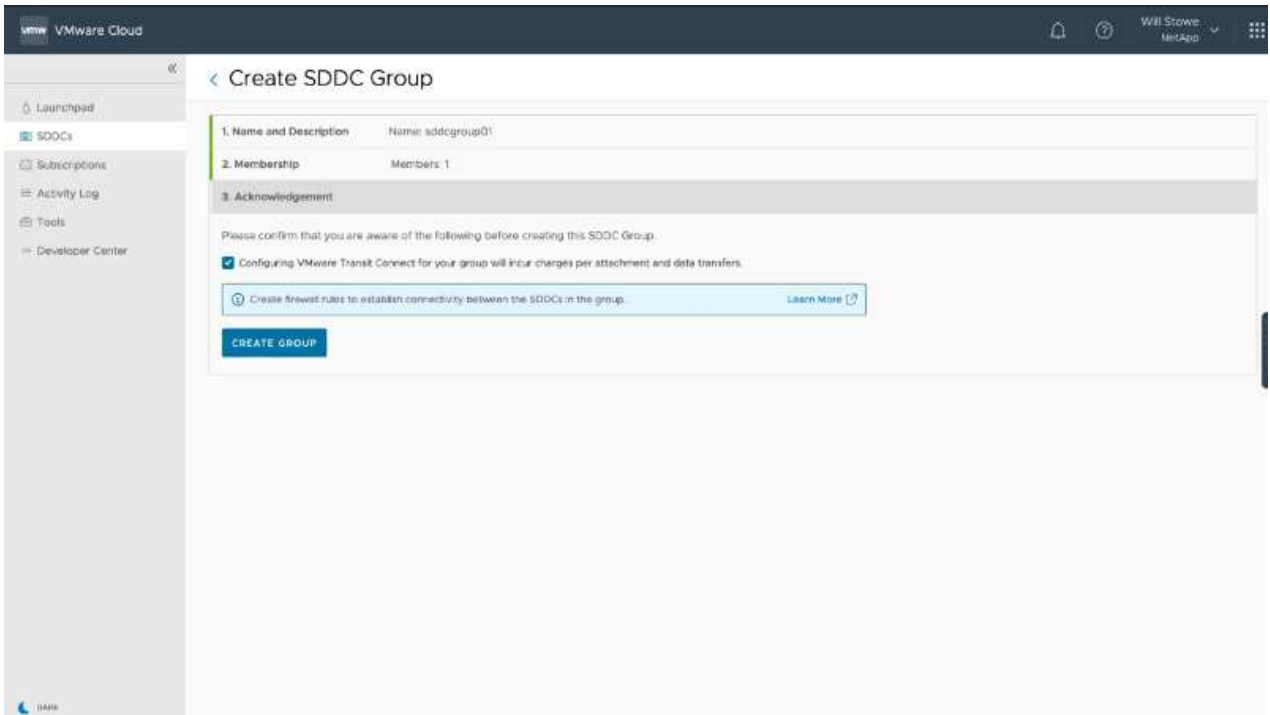 vmw VMware Cloud
Will Stowe
NetApp
Create SDDC Group
Launchpad
SDDCs
Subscriptions
Activity Log
Tools
Developer Center
1. Name and Description Name: sddcgroup01
2. Membership Members: 1
3. Acknowledgement
Please confirm that you are aware of the following before creating this SDDC Group.
Configuring VMware Transit Connect for your group will incur charges per attachment and data transfers.
Create firewall rules to establish connectivity between the SDDCs in the group. Learn More
CREATE GROUP
DARK